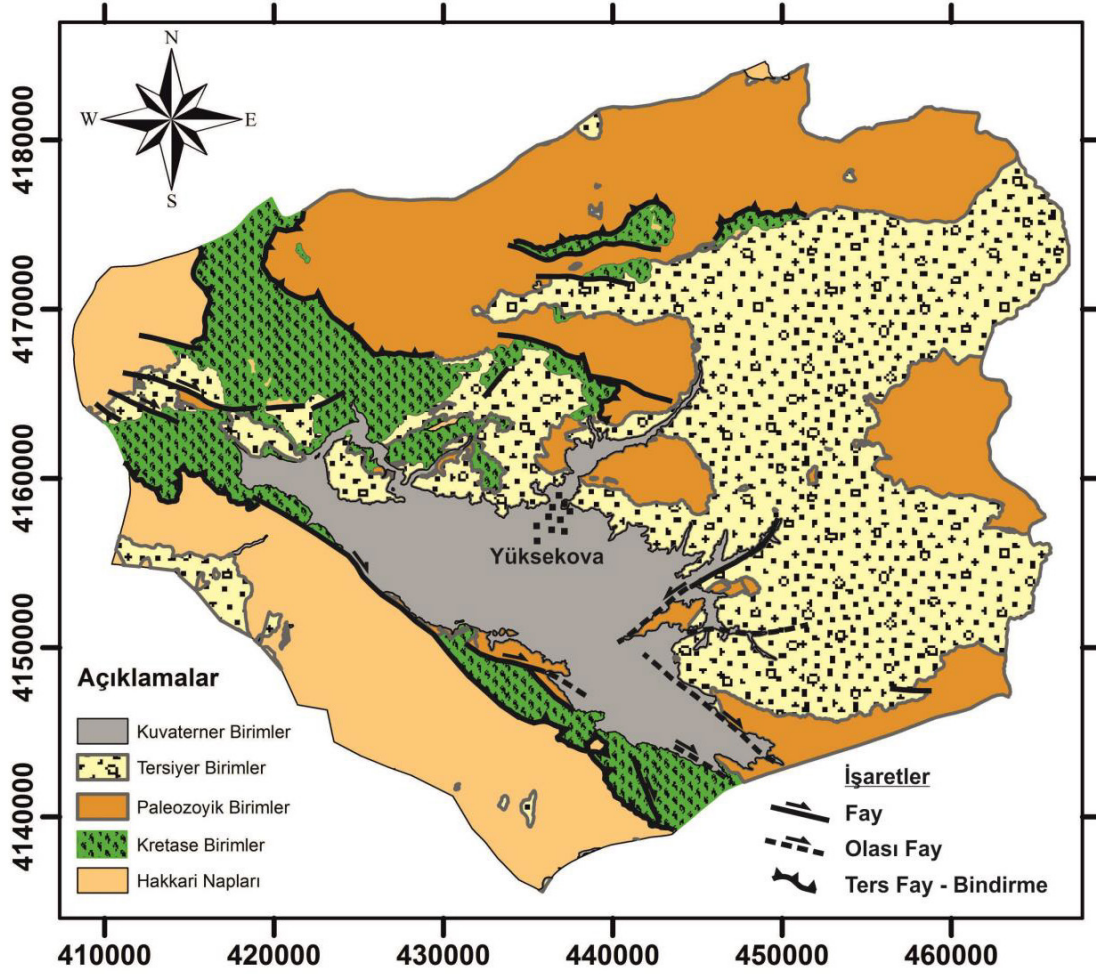 N
W
E
S
4180000
4170000
4160000
4150000
4140000
Yüksekova
Açıklamalar
Kuvaterner Birimler
Tersiyer Birimler
Paleozoyik Birimler
Kretase Birimler
Hakkari Napları
İşaretler
Fay
Olası Fay
Ters Fay - Bindirme
410000 420000 430000 440000 450000 460000